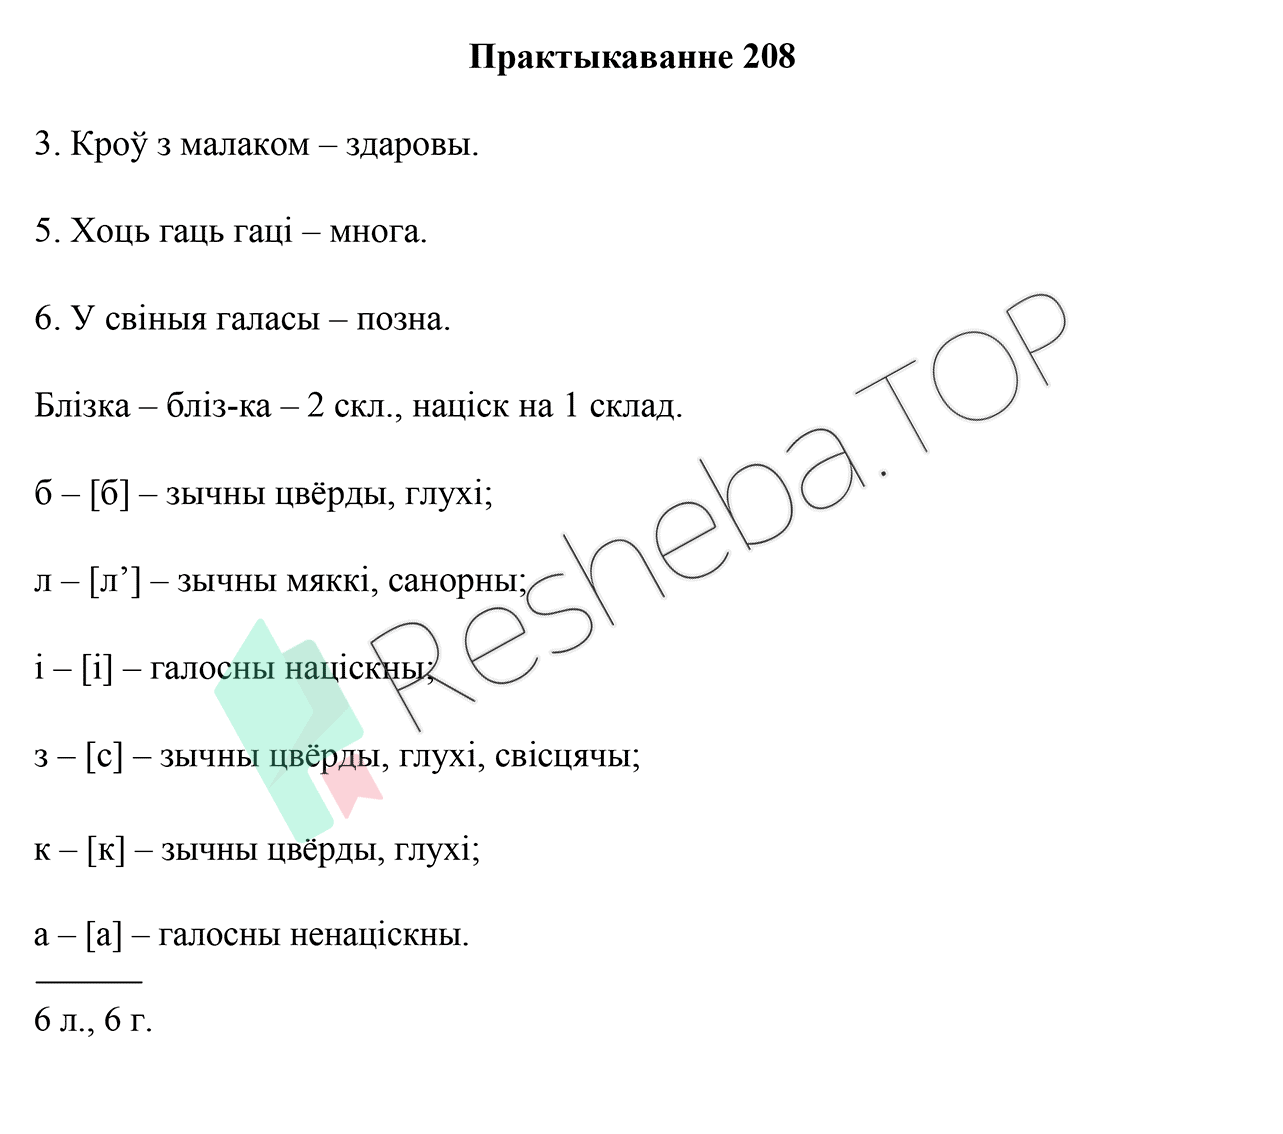 Практыкаванне 208
3. Кроў з малаком – здаровы.
5. Хоць гаць гаці – многа.
6. У свіныя галасы – позна.
Блізка – бліз-ка – 2 скл., націск на 1 склад.
б – [б] – зычны цвёрды, глухі;
л – [л’] – зычны мяккі, санорны;
і – [і] – галосны націскны;
з – [с] – зычны цвёрды, глухі, свісцячы;
к – [к] – зычны цвёрды, глухі;
а – [а] – галосны ненаціскны.
6 л., 6 г.
Resheba.TOP